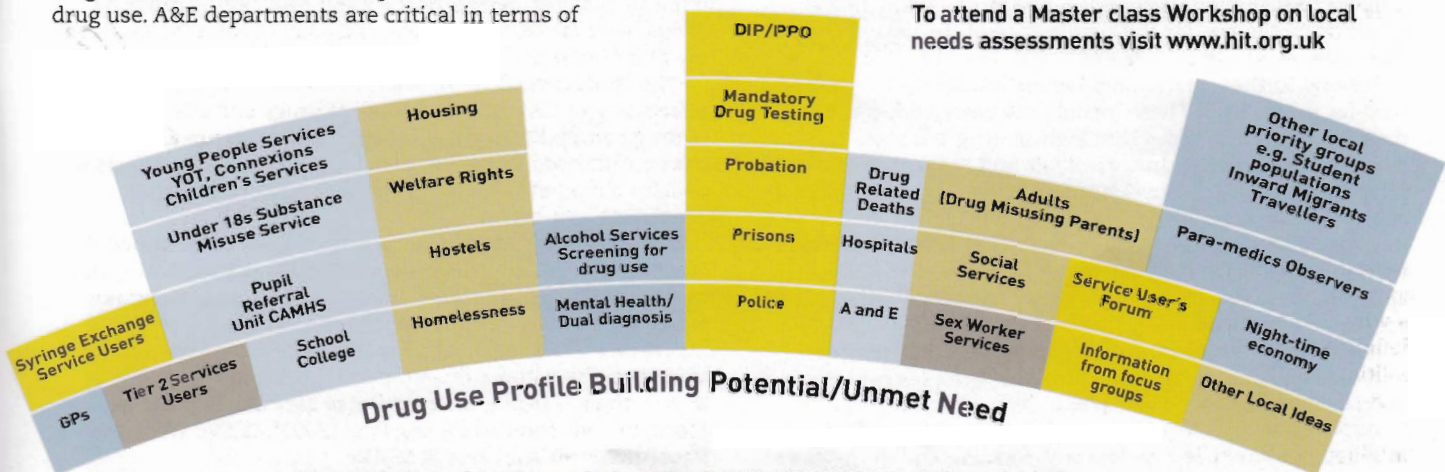 drug use. A&E departments are critical in terms of
To attend a Master class Workshop on local
needs assessments visit www.hit.org.uk
DIP/PPO
Mandatory
Drug Testing
Probation
Prisons
Police
Housing
Welfare Rights
Hostels
Homelessness
Young People Services
YOT, Connexions
Children's Services
Under 18s Substance
Misuse Service
Pupil
Referral
Unit CAMHS
School
College
Syringe Exchange
Service Users
GPs
Tier 2 Services
Users
Alcohol Services
Screening for
drug use
Mental Health/
Dual diagnosis
Drug
Related
Deaths
Hospitals
A and E
Adults
(Drug Misusing Parents)
Social
Services
Sex Worker
Services
Service User's
Forum
Information
from focus
groups
Other local
priority groups
e.g. Student
populations
Inward Migrants
Travellers
Para-medics Observers
Night-time
economy
Other Local Ideas
Drug Use Profile Building Potential/Unmet Need